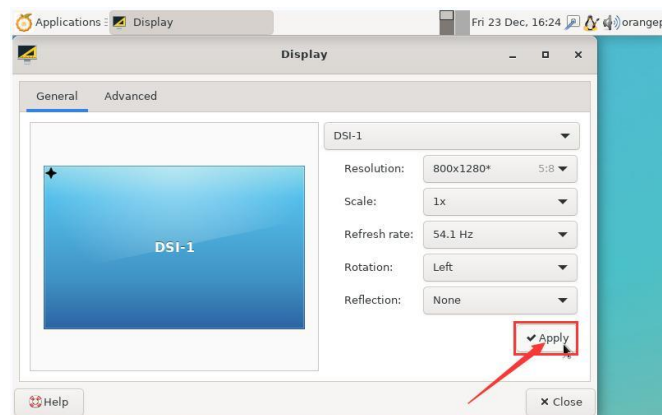 Applications Display Fri 23 Dec, 16:24 orangep
Display
General Advanced
DSI-1
Resolution: 800x1280* 5:8
Scale: 1x
Refresh rate: 54.1 Hz
DSI-1
Rotation: Left
Reflection: None
Apply
Help Close